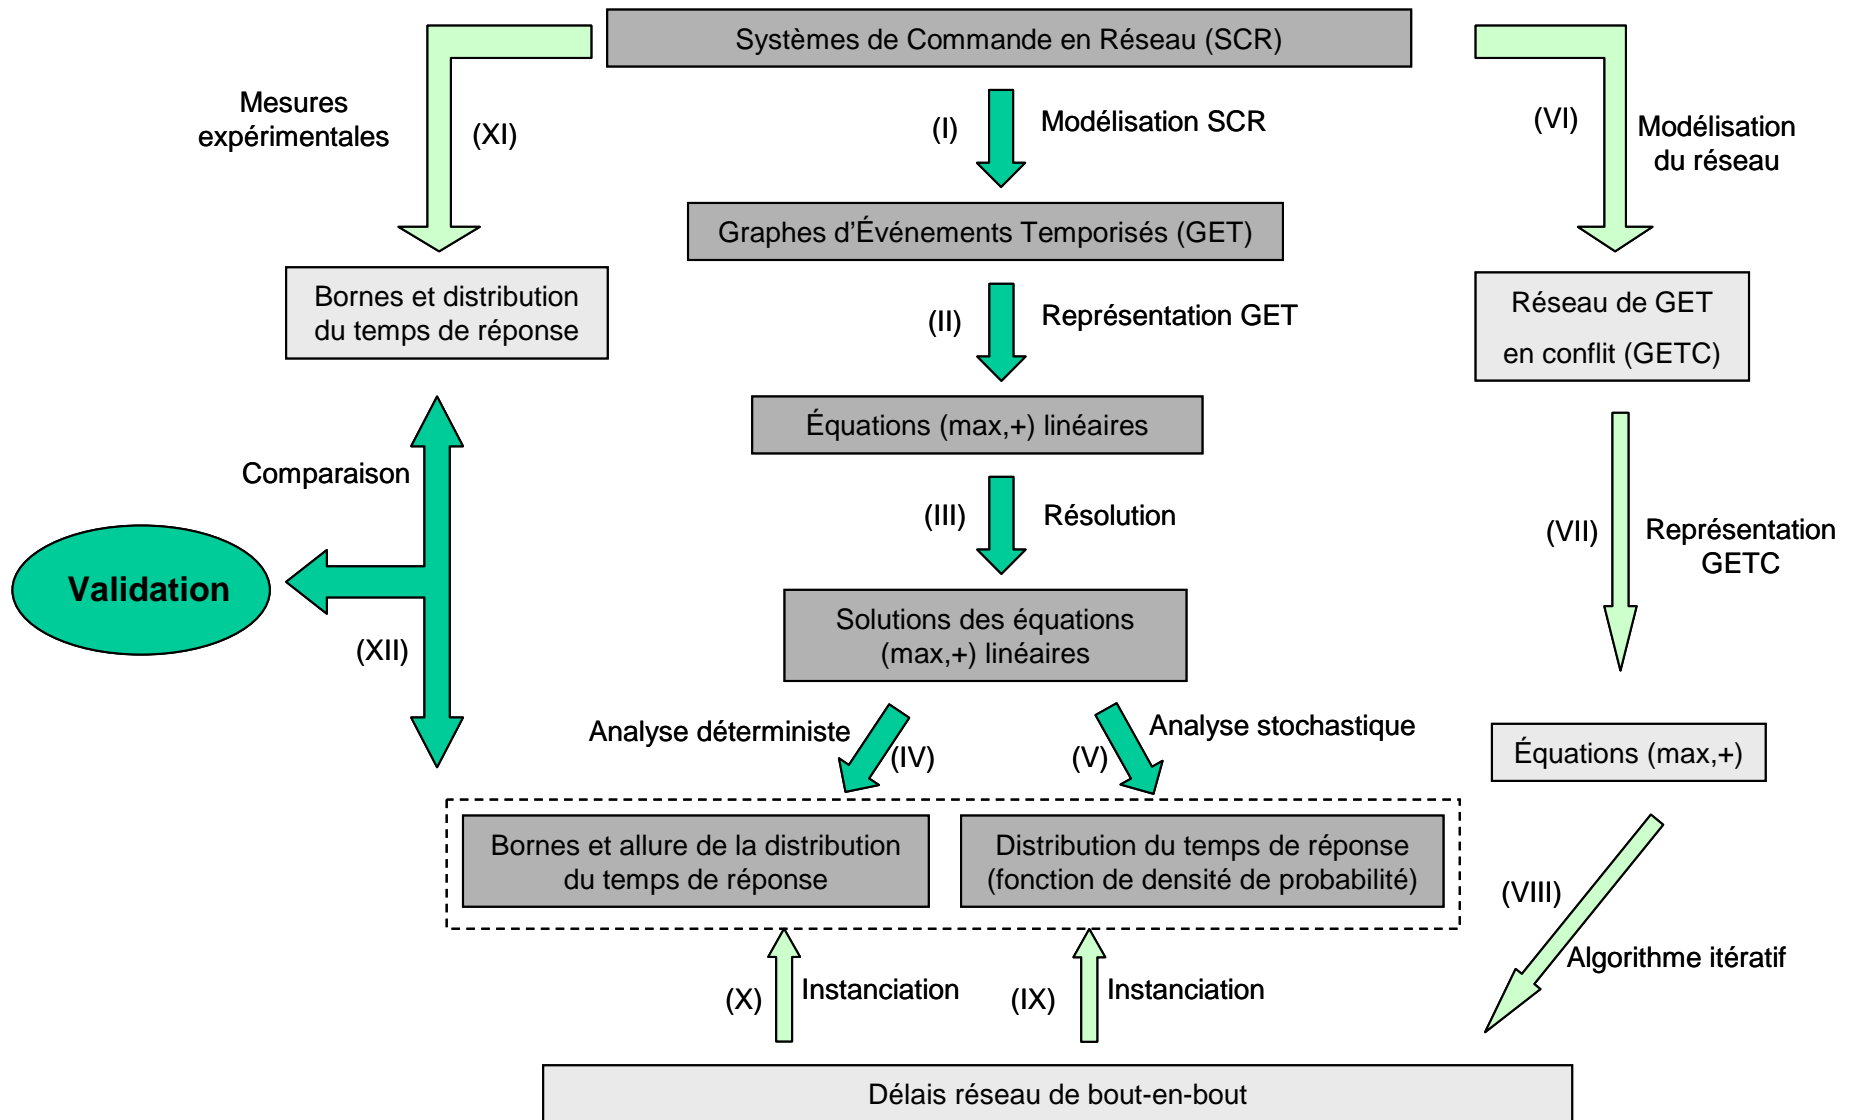 Systèmes de Commande en Réseau (SCR)
Mesures
expérimentales
(XI)
(I)
Modélisation SCR
(VI)
Modélisation
du réseau
Graphes d'Événements Temporisés (GET)
Bornes et distribution
du temps de réponse
(II)
Représentation GET
Réseau de GET
en conflit (GETC)
Équations (max,+) linéaires
Comparaison
(III)
Résolution
(VII)
Représentation
GETC
Validation
(XII)
Solutions des équations
(max,+) linéaires
Analyse déterministe
(IV)
(V)
Analyse stochastique
Équations (max,+)
Bornes et allure de la distribution
du temps de réponse
Distribution du temps de réponse
(fonction de densité de probabilité)
(VIII)
Algorithme itératif
(X)
Instanciation
(IX)
Instanciation
Délais réseau de bout-en-bout